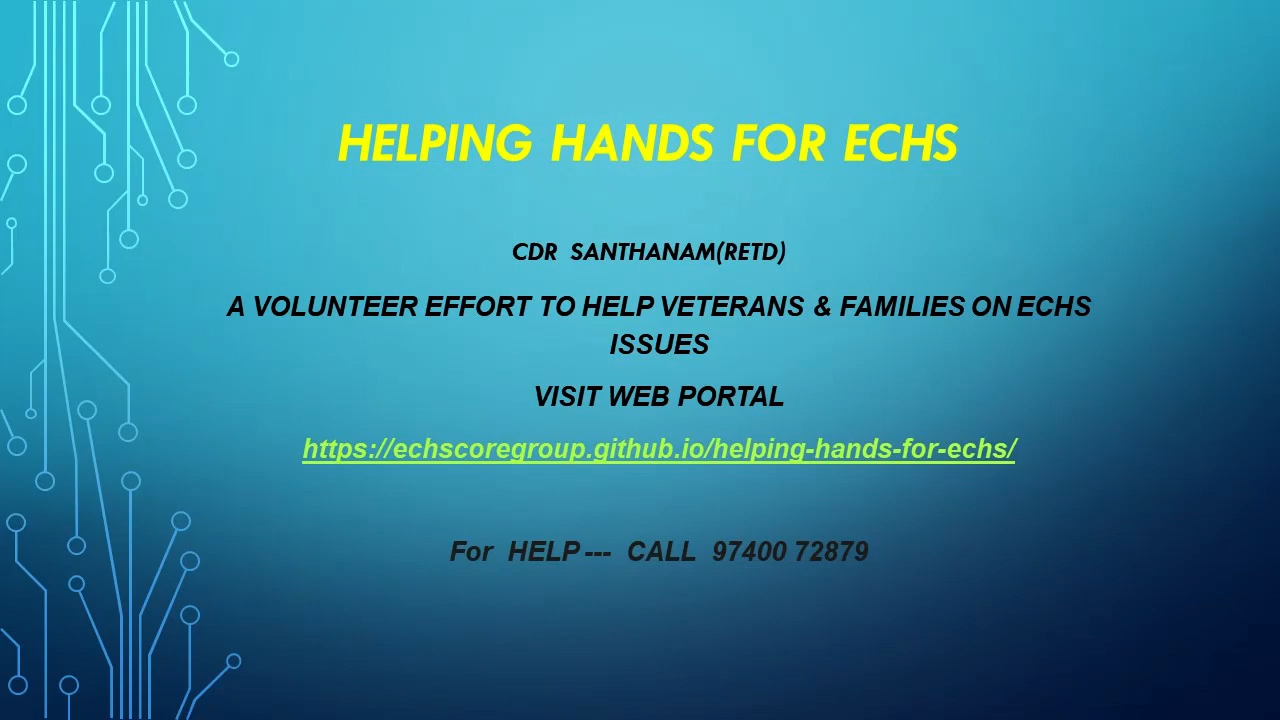 HELPING HANDS FOR ECHS
CDR SANTHANAM(RETD)
A VOLUNTEER EFFORT TO HELP VETERANS & FAMILIES ON ECHS
ISSUES
VISIT WEB PORTAL
https://echscoregroup.github.io/helping-hands-for-echs/
For HELP --- CALL 97400 72879